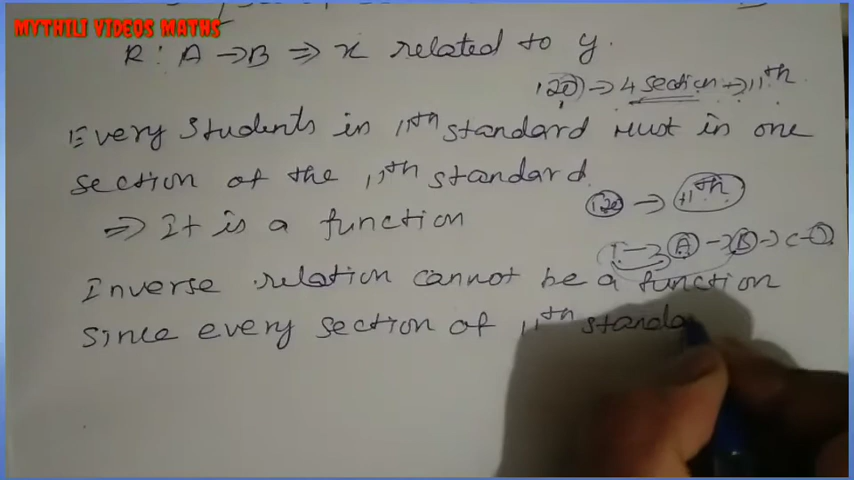 MYTHILI VIDEOS MATHS
R : A → B ⇒ x related to y.
120 → 4 section → 11th
Every students in 11th standard must in one
section of the 11th standard.
120 → 11th
⇒ It is a function
1 → A → B → C → D
Inverse relation cannot be a function
since every section of 11th standa